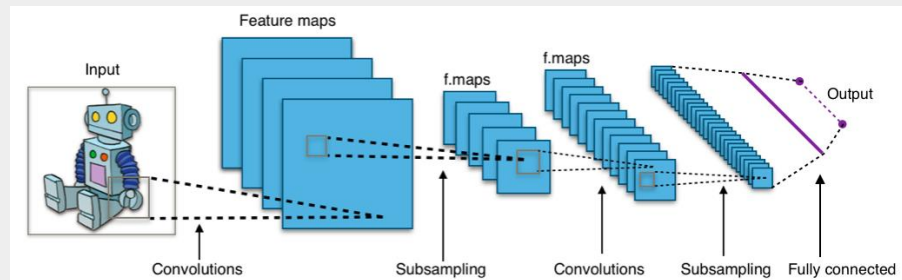 Feature maps
Input
f.maps
f.maps
Output
Convolutions
Subsampling
Convolutions
Subsampling
Fully connected